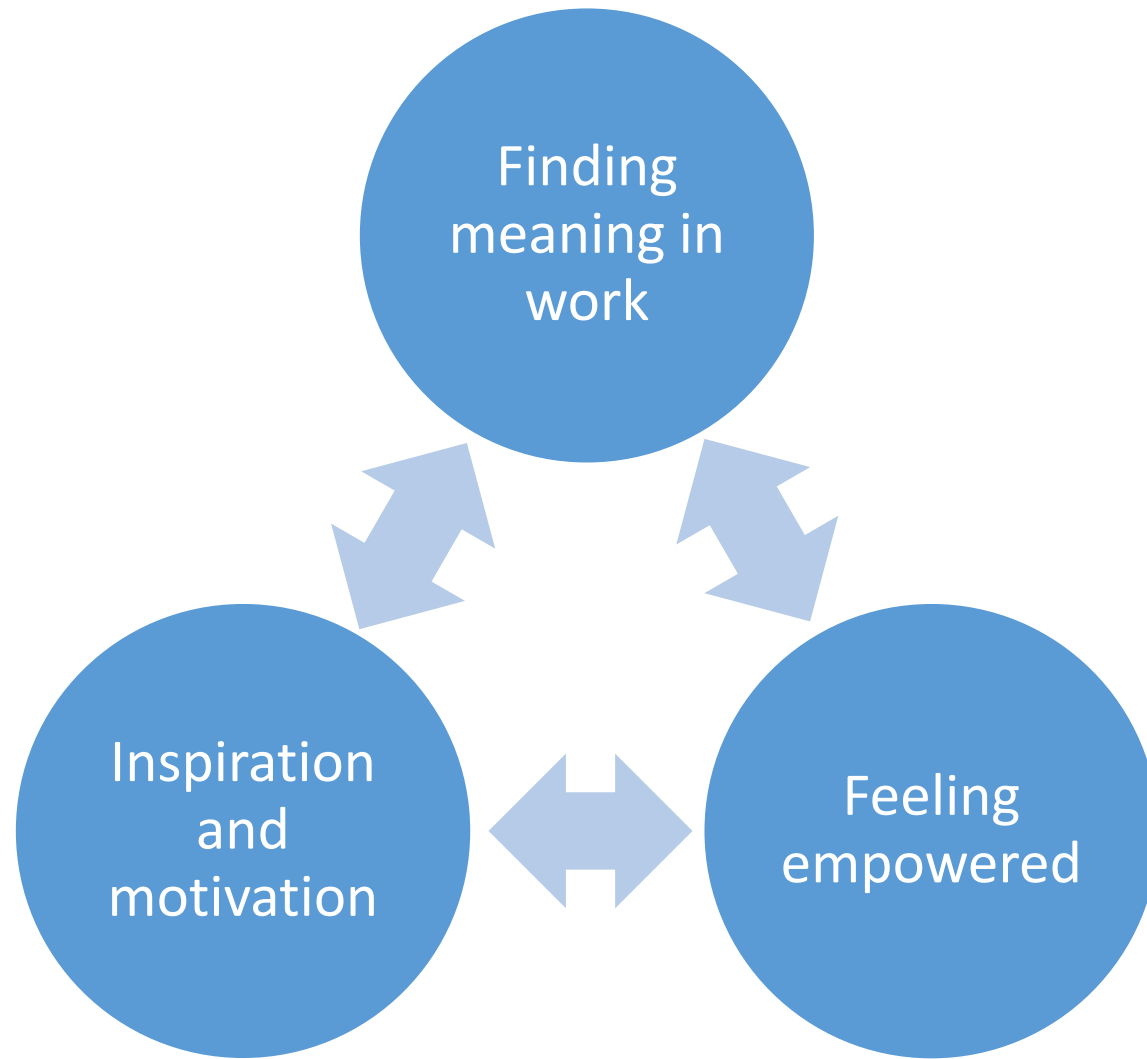 Finding
meaning in
work
Inspiration
and
motivation
Feeling
empowered